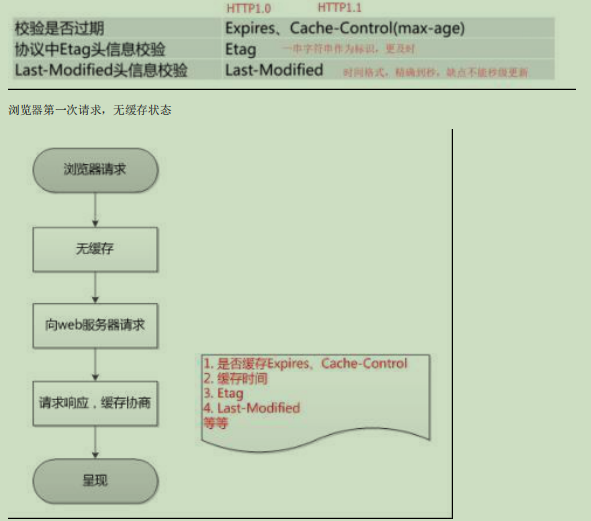 HTTP1.0 HTTP1.1
校验是否过期 Expires、Cache-Control(max-age)
协议中Etag头信息校验 Etag 一串字符串作为标识，更及时
Last-Modified头信息校验 Last-Modified 时间格式，精确到秒，缺点不能秒级更新
浏览器第一次请求，无缓存状态
浏览器请求
无缓存
向web服务器请求
请求响应，缓存协商
呈现
1. 是否缓存Expires、Cache-Control
2. 缓存时间
3. Etag
4. Last-Modified
等等